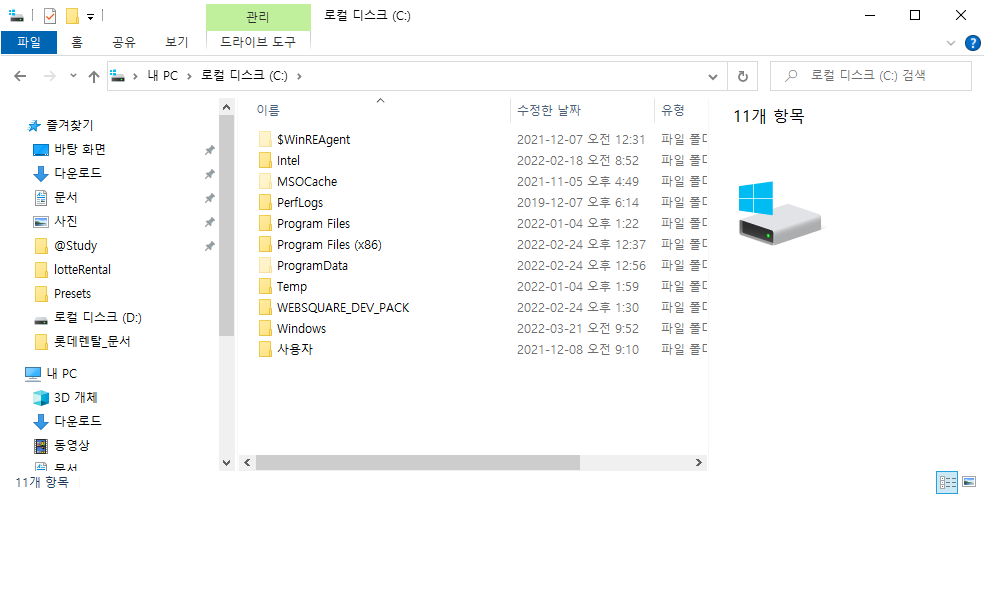 관리
로컬 디스크 (C:)
파일
홈
공유
보기
드라이브 도구
내 PC
로컬 디스크 (C:)
로컬 디스크 (C:) 검색
즐겨찾기
바탕 화면
다운로드
문서
사진
@Study
lotteRental
Presets
로컬 디스크 (D:)
롯데렌탈_문서
내 PC
3D 개체
다운로드
동영상
문서
11개 항목
이름 수정한 날짜 유형
$WinREAgent 2021-12-07 오전 12:31 파일 폴더
Intel 2022-02-18 오전 8:52 파일 폴더
MSOCache 2021-11-05 오후 4:49 파일 폴더
PerfLogs 2019-12-07 오후 6:14 파일 폴더
Program Files 2022-01-04 오후 1:22 파일 폴더
Program Files (x86) 2022-02-24 오후 12:37 파일 폴더
ProgramData 2022-02-24 오후 12:56 파일 폴더
Temp 2022-01-04 오후 1:59 파일 폴더
WEBSQUARE_DEV_PACK 2022-02-24 오후 1:30 파일 폴더
Windows 2022-03-21 오전 9:52 파일 폴더
사용자 2021-12-08 오전 9:10 파일 폴더
11개 항목